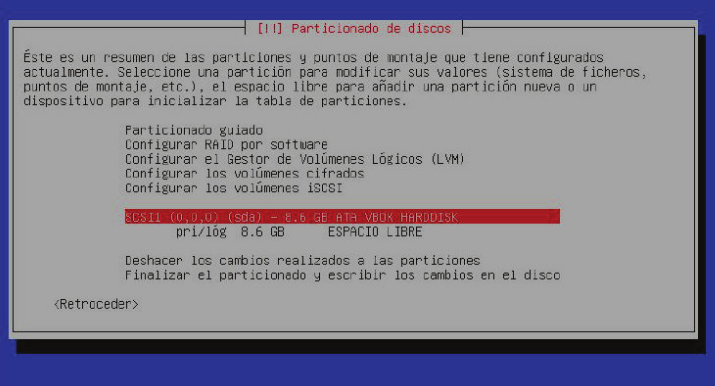 [!!] Particionado de discos
Éste es un resumen de las particiones y puntos de montaje que tiene configurados
actualmente. Seleccione una partición para modificar sus valores (sistema de ficheros,
puntos de montaje, etc.), el espacio libre para añadir una partición nueva o un
dispositivo para inicializar la tabla de particiones.
Particionado guiado
Configurar RAID por software
Configurar el Gestor de Volúmenes Lógicos (LVM)
Configurar los volúmenes cifrados
Configurar los volúmenes iSCSI
SCSI1 (0,0,0) (sda) - 8.6 GB ATA VBOX HARDDISK
pri/lóg 8.6 GB ESPACIO LIBRE
Deshacer los cambios realizados a las particiones
Finalizar el particionado y escribir los cambios en el disco
<Retroceder>